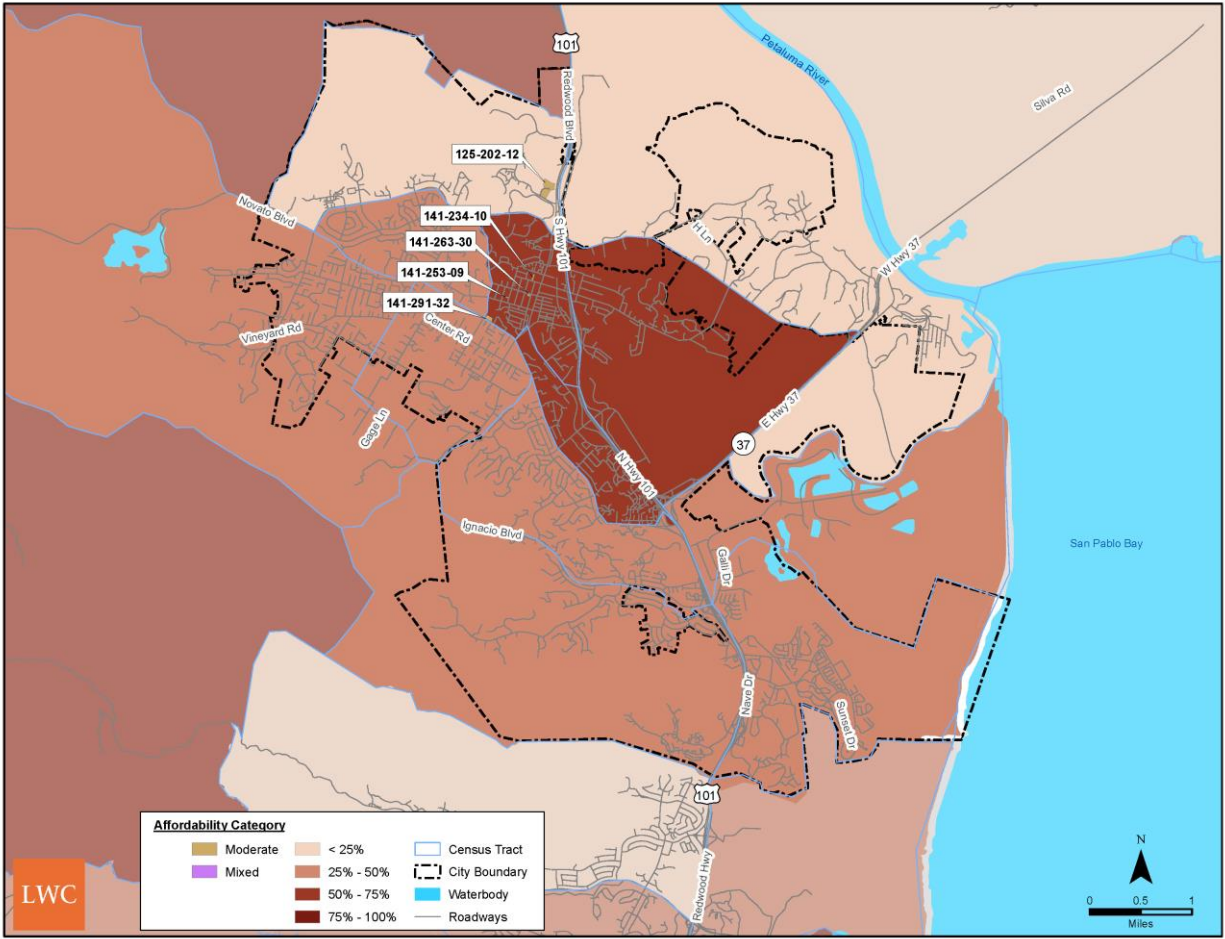 101
Redwood Blvd
Petaluma River
Silva Rd
125-202-12
Novato Blvd
141-234-10
S Hwy 101
H Ln
141-263-30
W Hwy 37
141-253-09
141-291-32
Center Rd
Vineyard Rd
E Hwy 37
Gage Ln
37
N Hwy 101
Ignacio Blvd
San Pablo Bay
Galli Dr
Nave Dr
Sunset Dr
101
Redwood Hwy
Affordability Category
Moderate
Mixed
< 25%
25% - 50%
50% - 75%
75% - 100%
Census Tract
City Boundary
Waterbody
Roadways
LWC
N
0 0.5 1
Miles